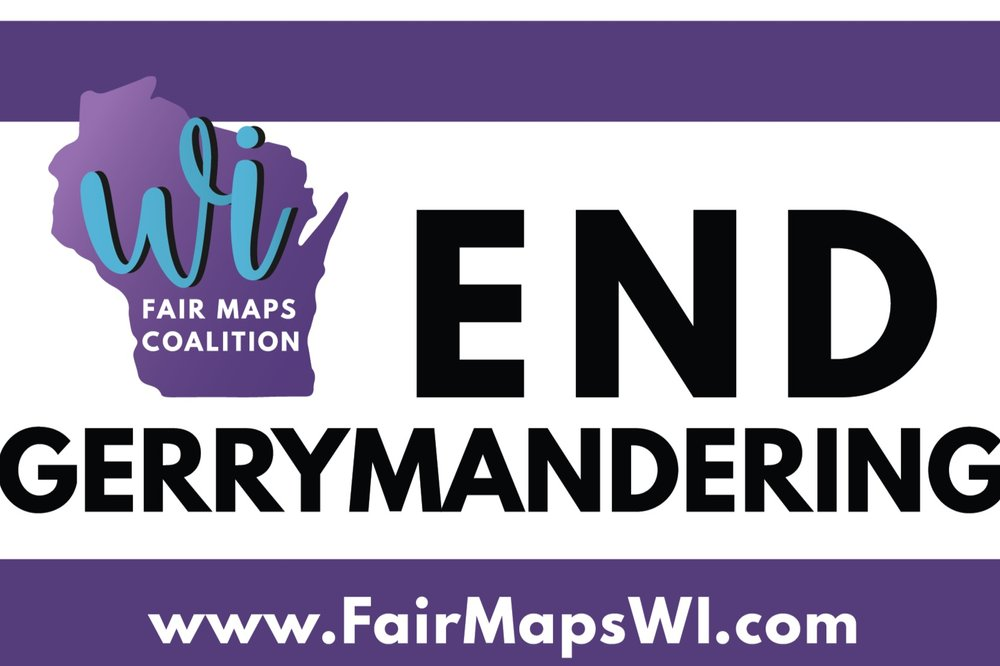 wi
FAIR MAPS
COALITION
END
GERRYMANDERING
www.FairMapsWI.com